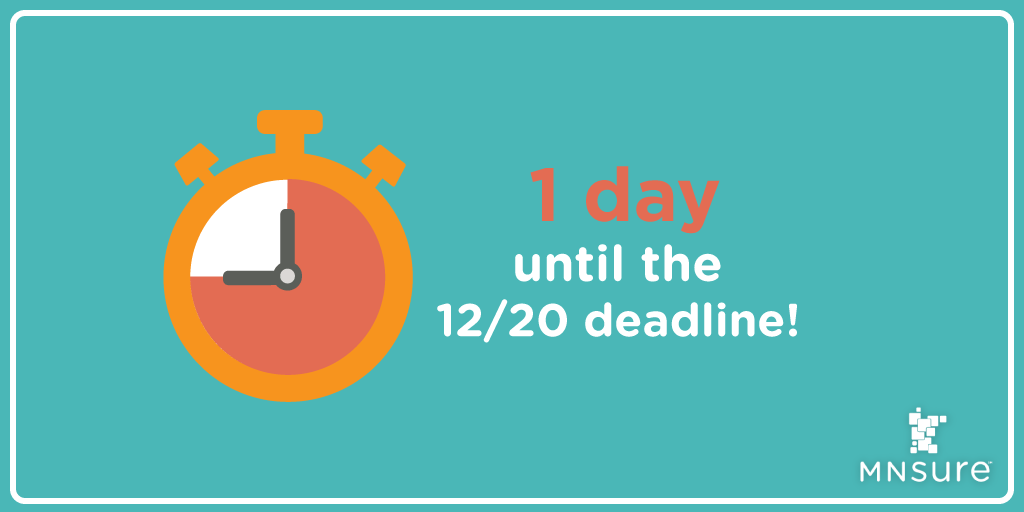 1 day
until the
12/20 deadline!
MNsure